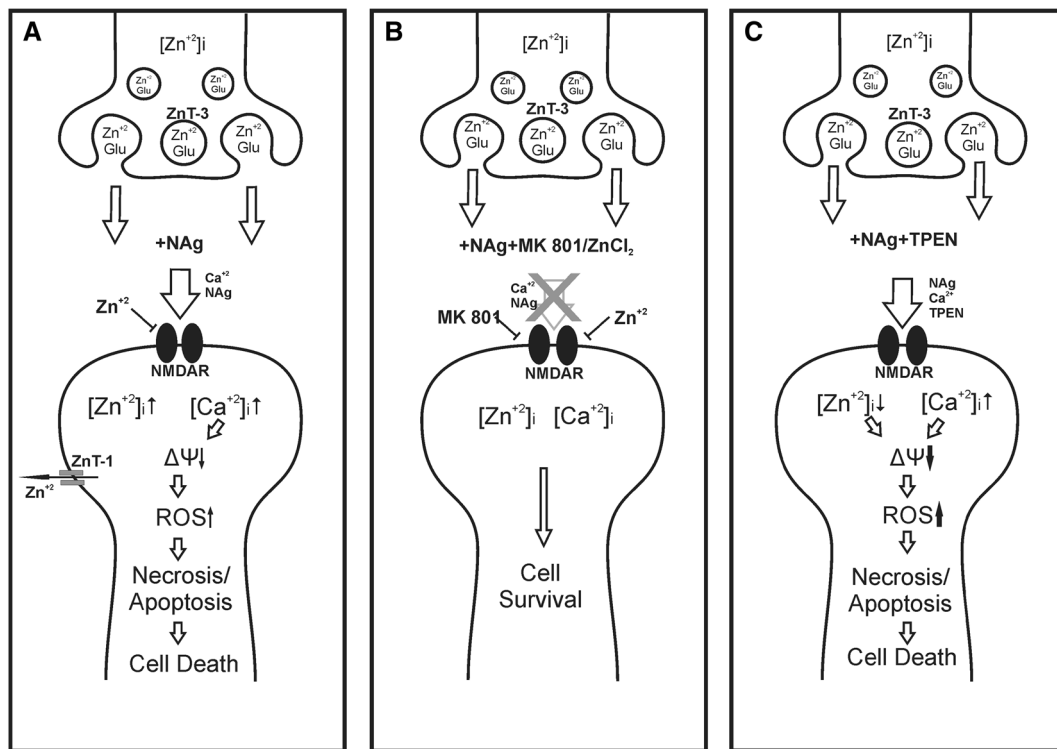 A
[Zn⁺²]i
Zn⁺²
Glu
Zn⁺²
Glu
ZnT-3
Zn⁺²
Glu
Zn⁺²
Glu
Zn⁺²
Glu
+NAg
Ca⁺²
NAg
Zn⁺²
NMDAR
[Zn⁺²]i↑ [Ca⁺²]i↑
ZnT-1
Zn⁺²
ΔΨ↓
ROS↑
Necrosis/
Apoptosis
Cell Death
B
[Zn⁺²]i
Zn⁺²
Glu
Zn⁺²
Glu
ZnT-3
Zn⁺²
Glu
Zn⁺²
Glu
Zn⁺²
Glu
+NAg+MK 801/ZnCl₂
Ca⁺²
NAg
MK 801
Zn⁺²
NMDAR
[Zn⁺²]i [Ca⁺²]i
Cell
Survival
C
[Zn⁺²]i
Zn⁺²
Glu
Zn⁺²
Glu
ZnT-3
Zn⁺²
Glu
Zn⁺²
Glu
Zn⁺²
Glu
+NAg+TPEN
NAg
Ca²⁺
TPEN
NMDAR
[Zn⁺²]i↓ [Ca⁺²]i↑
ΔΨ↓
ROS↑
Necrosis/
Apoptosis
Cell Death